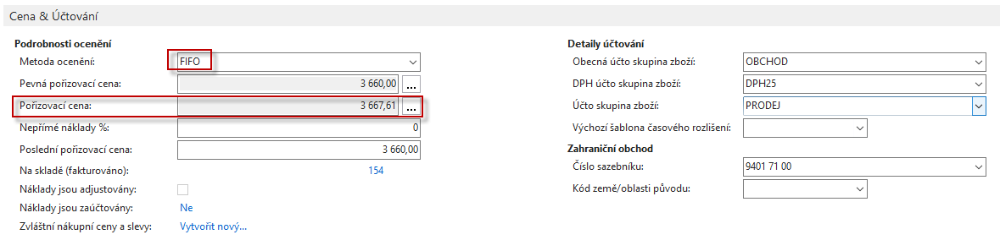 Cena & Účtování
Podrobnosti ocenění
Metoda ocenění: FIFO
Pevná pořizovací cena: 3 660,00 ...
Pořizovací cena: 3 667,61 ...
Nepřímé náklady %: 0
Poslední pořizovací cena: 3 660,00
Na skladě (fakturováno): 154
Náklady jsou adjustovány:
Náklady jsou zaúčtovány: Ne
Zvláštní nákupní ceny a slevy: Vytvořit nový...
Detaily účtování
Obecná účto skupina zboží: OBCHOD
DPH účto skupina zboží: DPH25
Účto skupina zboží: PRODEJ
Výchozí šablona časového rozlišení:
Zahraniční obchod
Číslo sazebníku: 9401 71 00
Kód země/oblasti původu: